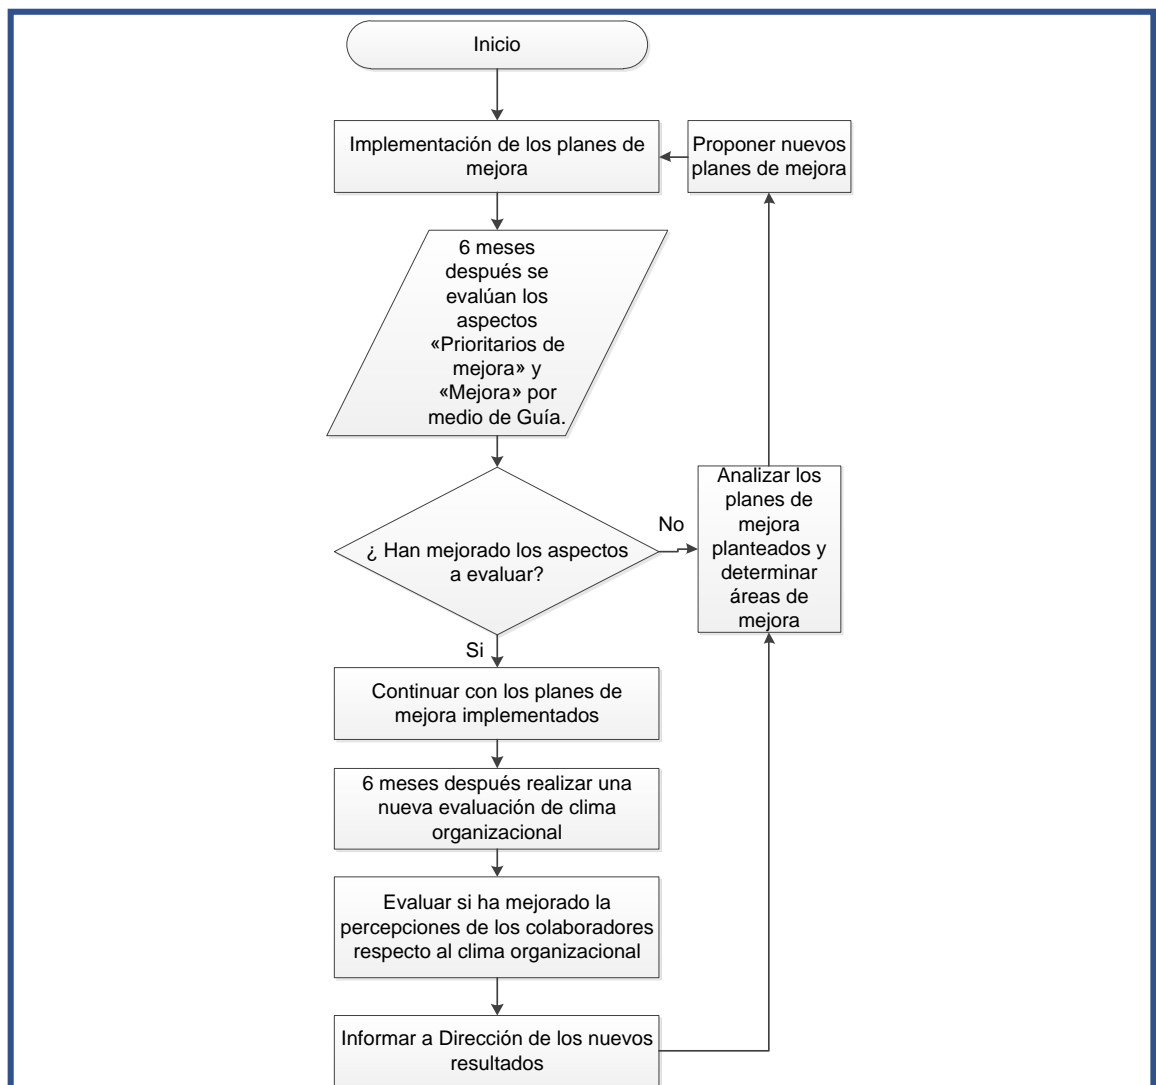 Inicio
Implementación de los planes de
mejora
Proponer nuevos
planes de mejora
6 meses
después se
evalúan los
aspectos
«Prioritarios de
mejora» y
«Mejora» por
medio de Guía.
¿ Han mejorado los aspectos
a evaluar?
No
Analizar los
planes de
mejora
planteados y
determinar
áreas de
mejora
Si
Continuar con los planes de
mejora implementados
6 meses después realizar una
nueva evaluación de clima
organizacional
Evaluar si ha mejorado la
percepciones de los colaboradores
respecto al clima organizacional
Informar a Dirección de los nuevos
resultados